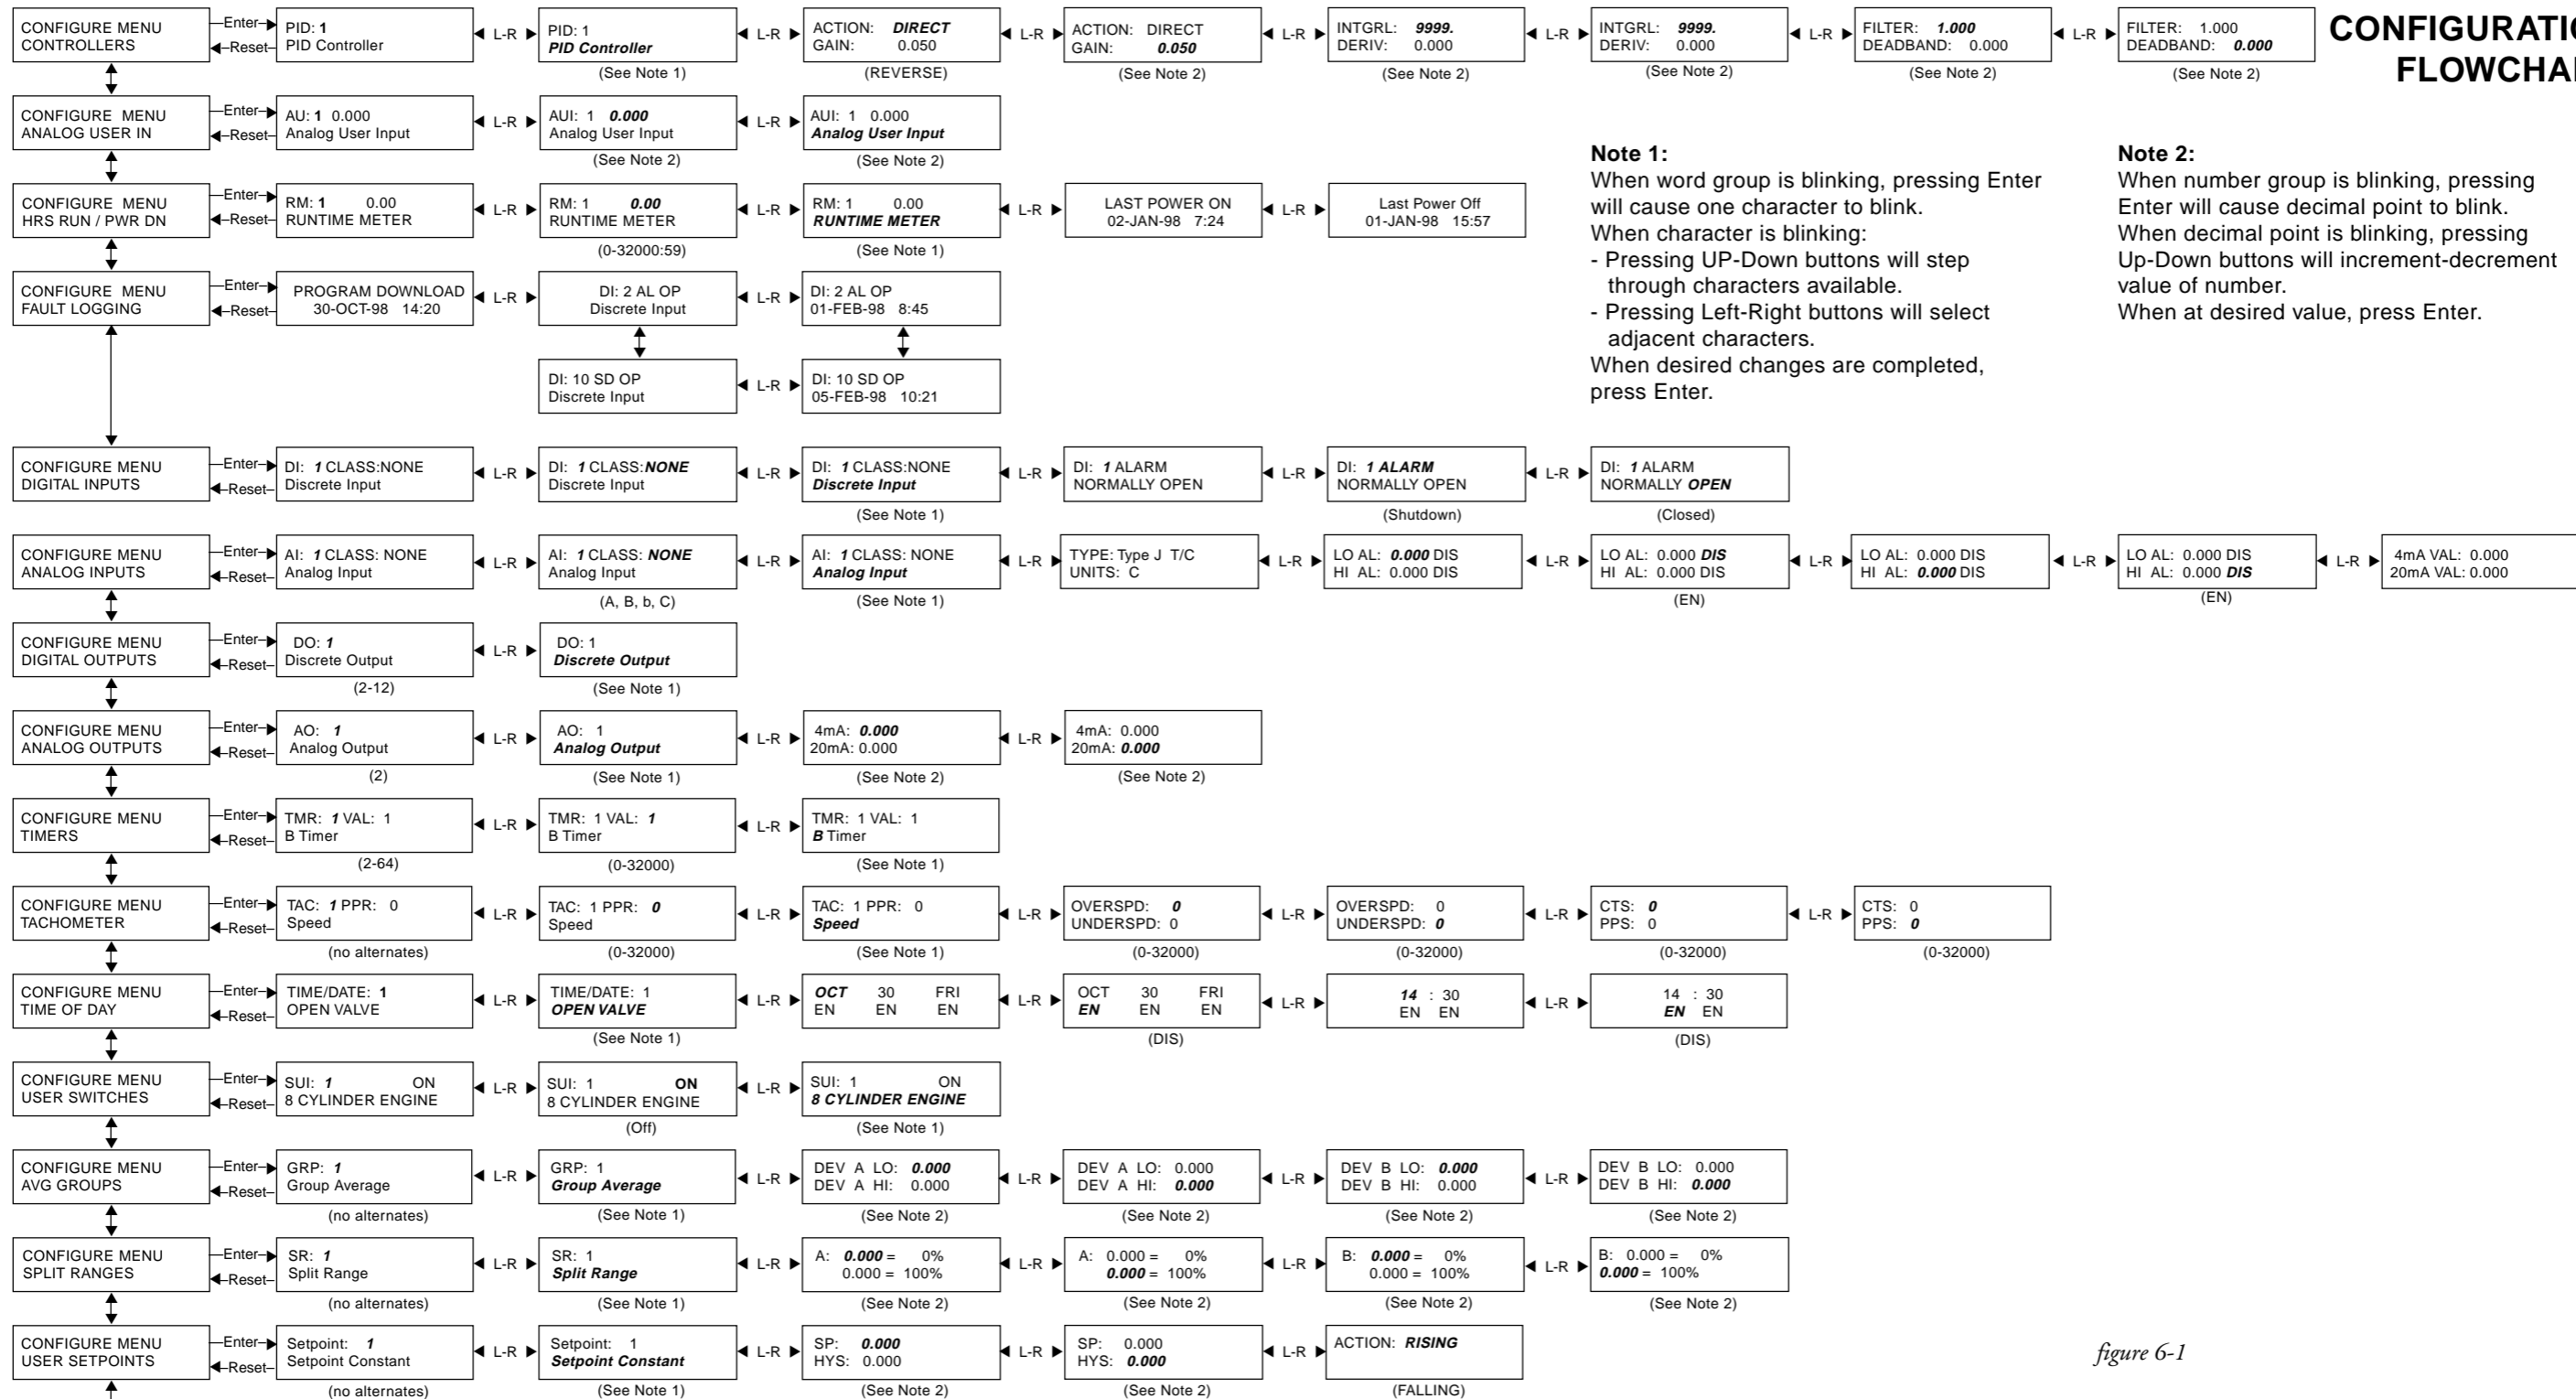 CONFIGURE MENU
CONTROLLERS
Enter
Reset
PID: 1
PID Controller
L-R
PID: 1
PID Controller
(See Note 1)
L-R
ACTION: DIRECT
GAIN: 0.050
(REVERSE)
L-R
ACTION: DIRECT
GAIN: 0.050
(See Note 2)
L-R
INTGRL: 9999.
DERIV: 0.000
(See Note 2)
L-R
INTGRL: 9999.
DERIV: 0.000
(See Note 2)
L-R
FILTER: 1.000
DEADBAND: 0.000
(See Note 2)
L-R
FILTER: 1.000
DEADBAND: 0.000
(See Note 2)
CONFIGURATIO
FLOWCHA
CONFIGURE MENU
ANALOG USER IN
Enter
Reset
AU: 1 0.000
Analog User Input
L-R
AUI: 1 0.000
Analog User Input
(See Note 2)
L-R
AUI: 1 0.000
Analog User Input
(See Note 2)
Note 1:
When word group is blinking, pressing Enter
will cause one character to blink.
When character is blinking:
- Pressing UP-Down buttons will step
through characters available.
- Pressing Left-Right buttons will select
adjacent characters.
When desired changes are completed,
press Enter.
Note 2:
When number group is blinking, pressing
Enter will cause decimal point to blink.
When decimal point is blinking, pressing
Up-Down buttons will increment-decrement
value of number.
When at desired value, press Enter.
CONFIGURE MENU
HRS RUN / PWR DN
Enter
Reset
RM: 1 0.00
RUNTIME METER
L-R
RM: 1 0.00
RUNTIME METER
(0-32000:59)
L-R
RM: 1 0.00
RUNTIME METER
(See Note 1)
L-R
LAST POWER ON
02-JAN-98 7:24
L-R
Last Power Off
01-JAN-98 15:57
CONFIGURE MENU
FAULT LOGGING
Enter
Reset
PROGRAM DOWNLOAD
30-OCT-98 14:20
L-R
DI: 2 AL OP
Discrete Input
L-R
DI: 2 AL OP
01-FEB-98 8:45
DI: 10 SD OP
Discrete Input
L-R
DI: 10 SD OP
05-FEB-98 10:21
CONFIGURE MENU
DIGITAL INPUTS
Enter
Reset
DI: 1 CLASS:NONE
Discrete Input
L-R
DI: 1 CLASS:NONE
Discrete Input
L-R
DI: 1 CLASS:NONE
Discrete Input
(See Note 1)
L-R
DI: 1 ALARM
NORMALLY OPEN
L-R
DI: 1 ALARM
NORMALLY OPEN
(Shutdown)
L-R
DI: 1 ALARM
NORMALLY OPEN
(Closed)
CONFIGURE MENU
ANALOG INPUTS
Enter
Reset
AI: 1 CLASS: NONE
Analog Input
L-R
AI: 1 CLASS: NONE
Analog Input
(A, B, b, C)
L-R
AI: 1 CLASS: NONE
Analog Input
(See Note 1)
L-R
TYPE: Type J T/C
UNITS: C
L-R
LO AL: 0.000 DIS
HI AL: 0.000 DIS
L-R
LO AL: 0.000 DIS
HI AL: 0.000 DIS
(EN)
L-R
LO AL: 0.000 DIS
HI AL: 0.000 DIS
L-R
LO AL: 0.000 DIS
HI AL: 0.000 DIS
(EN)
L-R
4mA VAL: 0.000
20mA VAL: 0.000
CONFIGURE MENU
DIGITAL OUTPUTS
Enter
Reset
DO: 1
Discrete Output
(2-12)
L-R
DO: 1
Discrete Output
(See Note 1)
CONFIGURE MENU
ANALOG OUTPUTS
Enter
Reset
AO: 1
Analog Output
(2)
L-R
AO: 1
Analog Output
(See Note 1)
L-R
4mA: 0.000
20mA: 0.000
(See Note 2)
L-R
4mA: 0.000
20mA: 0.000
(See Note 2)
CONFIGURE MENU
TIMERS
Enter
Reset
TMR: 1 VAL: 1
B Timer
(2-64)
L-R
TMR: 1 VAL: 1
B Timer
(0-32000)
L-R
TMR: 1 VAL: 1
B Timer
(See Note 1)
CONFIGURE MENU
TACHOMETER
Enter
Reset
TAC: 1 PPR: 0
Speed
(no alternates)
L-R
TAC: 1 PPR: 0
Speed
(0-32000)
L-R
TAC: 1 PPR: 0
Speed
(See Note 1)
L-R
OVERSPD: 0
UNDERSPD: 0
(0-32000)
L-R
OVERSPD: 0
UNDERSPD: 0
(0-32000)
L-R
CTS: 0
PPS: 0
(0-32000)
L-R
CTS: 0
PPS: 0
(0-32000)
CONFIGURE MENU
TIME OF DAY
Enter
Reset
TIME/DATE: 1
OPEN VALVE
L-R
TIME/DATE: 1
OPEN VALVE
(See Note 1)
L-R
OCT 30 FRI
EN EN EN
L-R
OCT 30 FRI
EN EN EN
(DIS)
L-R
14 : 30
EN EN
L-R
14 : 30
EN EN
(DIS)
CONFIGURE MENU
USER SWITCHES
Enter
Reset
SUI: 1 ON
8 CYLINDER ENGINE
L-R
SUI: 1 ON
8 CYLINDER ENGINE
(Off)
L-R
SUI: 1 ON
8 CYLINDER ENGINE
(See Note 1)
CONFIGURE MENU
AVG GROUPS
Enter
Reset
GRP: 1
Group Average
(no alternates)
L-R
GRP: 1
Group Average
(See Note 1)
L-R
DEV A LO: 0.000
DEV A HI: 0.000
(See Note 2)
L-R
DEV A LO: 0.000
DEV A HI: 0.000
(See Note 2)
L-R
DEV B LO: 0.000
DEV B HI: 0.000
(See Note 2)
L-R
DEV B LO: 0.000
DEV B HI: 0.000
(See Note 2)
CONFIGURE MENU
SPLIT RANGES
Enter
Reset
SR: 1
Split Range
(no alternates)
L-R
SR: 1
Split Range
(See Note 1)
L-R
A: 0.000 = 0%
0.000 = 100%
(See Note 2)
L-R
A: 0.000 = 0%
0.000 = 100%
(See Note 2)
L-R
B: 0.000 = 0%
0.000 = 100%
(See Note 2)
L-R
B: 0.000 = 0%
0.000 = 100%
(See Note 2)
CONFIGURE MENU
USER SETPOINTS
Enter
Reset
Setpoint: 1
Setpoint Constant
(no alternates)
L-R
Setpoint: 1
Setpoint Constant
(See Note 1)
L-R
SP: 0.000
HYS: 0.000
(See Note 2)
L-R
SP: 0.000
HYS: 0.000
(See Note 2)
L-R
ACTION: RISING
(FALLING)
figure 6-1